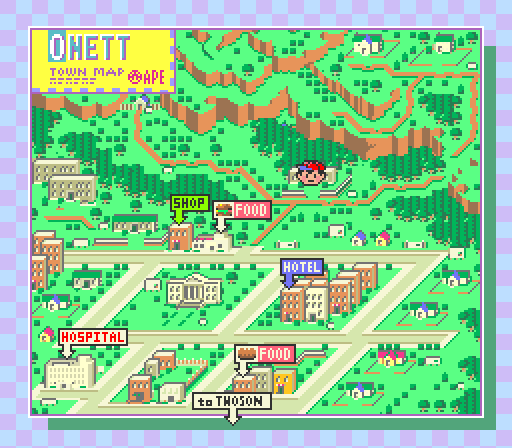 ONETT
TOWN MAP
APE
SHOP
FOOD
HOTEL
HOSPITAL
FOOD
to TWOSON